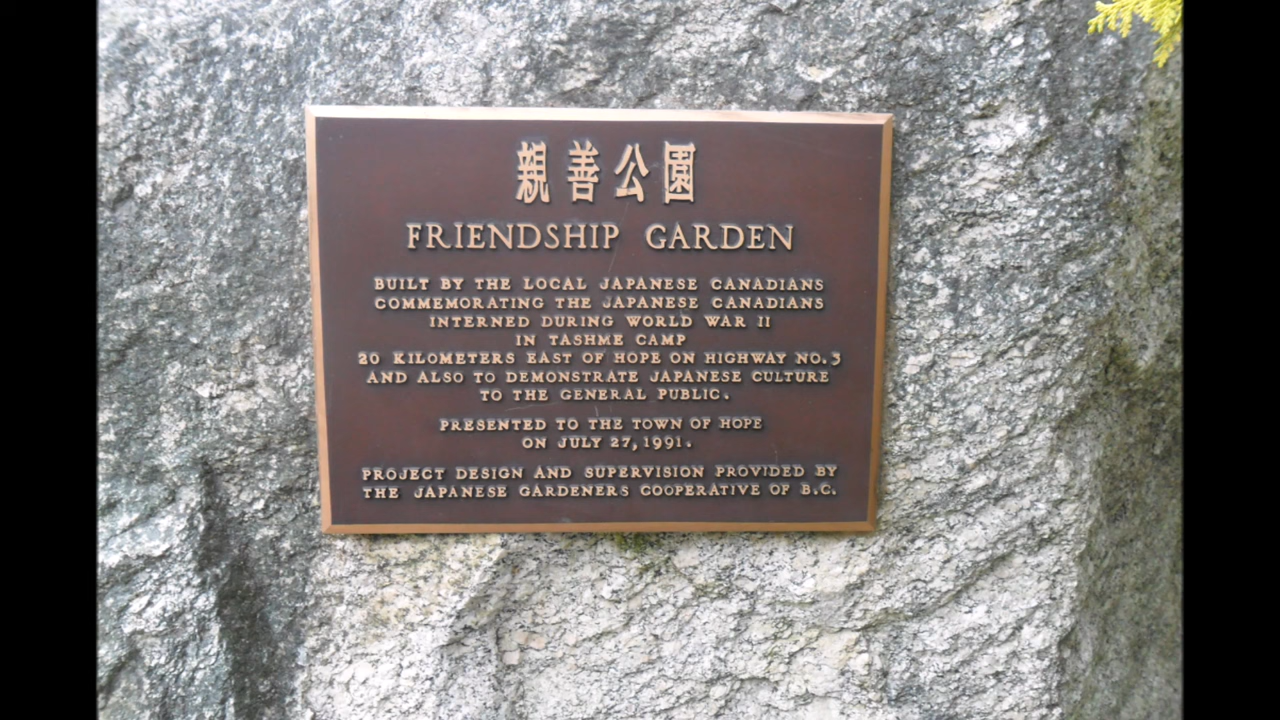 親善公園
FRIENDSHIP GARDEN
BUILT BY THE LOCAL JAPANESE CANADIANS
COMMEMORATING THE JAPANESE CANADIANS
INTERNED DURING WORLD WAR II
IN TASHME CAMP
20 KILOMETERS EAST OF HOPE ON HIGHWAY NO.3
AND ALSO TO DEMONSTRATE JAPANESE CULTURE
TO THE GENERAL PUBLIC.
PRESENTED TO THE TOWN OF HOPE
ON JULY 27, 1991.
PROJECT DESIGN AND SUPERVISION PROVIDED BY
THE JAPANESE GARDENERS COOPERATIVE OF B.C.